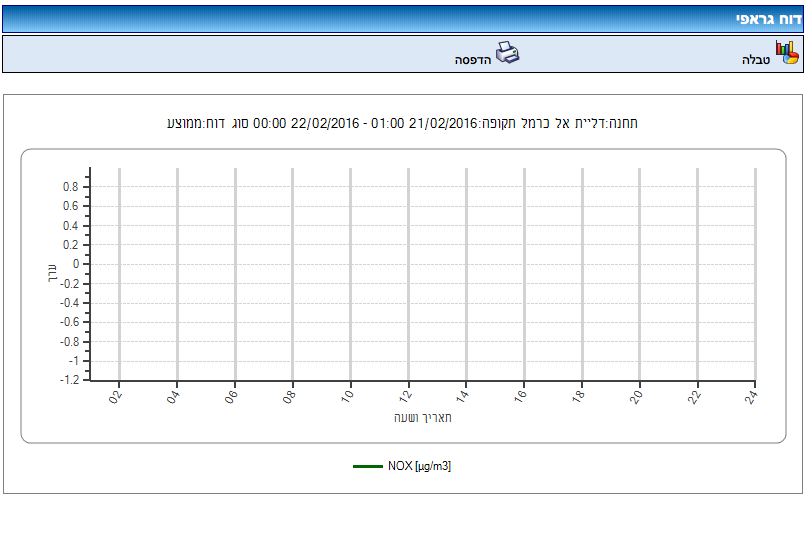 דוח גראפי
טבלה
הדפסה
תחנה:דליית אל כרמל תקופה:21/02/2016 01:00 - 22/02/2016 00:00 סוג דוח:ממוצע
ערך
0.8
0.6
0.4
0.2
0
-0.2
-0.4
-0.6
-0.8
-1
-1.2
02 04 06 08 10 12 14 16 18 20 22 24
תאריך ושעה
NOX [µg/m3]